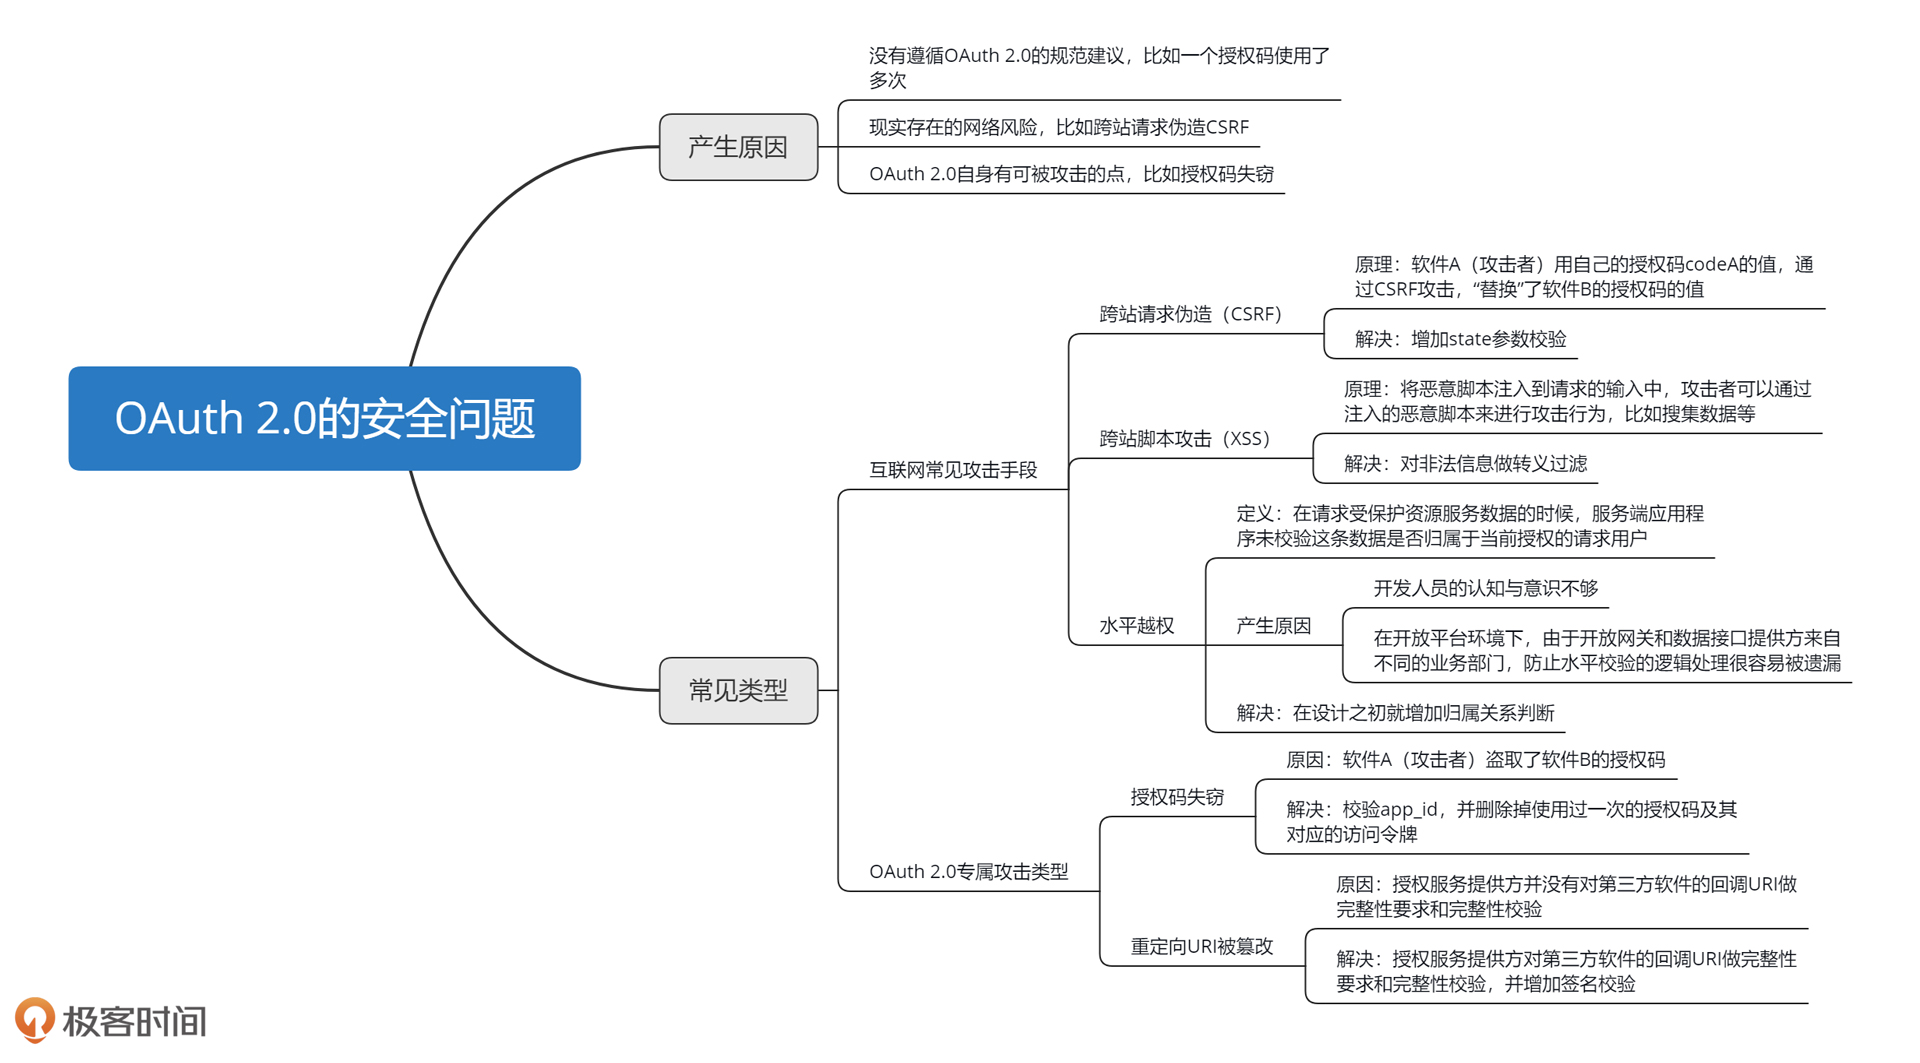 没有遵循OAuth 2.0的规范建议，比如一个授权码使用了
多次
产生原因
现实存在的网络风险，比如跨站请求伪造CSRF
OAuth 2.0自身有可被攻击的点，比如授权码失窃
OAuth 2.0的安全问题
常见类型
互联网常见攻击手段
跨站请求伪造（CSRF）
原理：软件A（攻击者）用自己的授权码codeA的值，通
过CSRF攻击，“替换”了软件B的授权码的值
解决：增加state参数校验
跨站脚本攻击（XSS）
原理：将恶意脚本注入到请求的输入中，攻击者可以通过
注入的恶意脚本来进行攻击行为，比如搜集数据等
解决：对非法信息做转义过滤
水平越权
定义：在请求受保护资源服务数据的时候，服务端应用程
序未校验这条数据是否归属于当前授权的请求用户
产生原因
开发人员的认知与意识不够
在开放平台环境下，由于开放网关和数据接口提供方来自
不同的业务部门，防止水平校验的逻辑处理很容易被遗漏
解决：在设计之初就增加归属关系判断
OAuth 2.0专属攻击类型
授权码失窃
原因：软件A（攻击者）盗取了软件B的授权码
解决：校验app_id，并删除掉使用过一次的授权码及其
对应的访问令牌
重定向URI被篡改
原因：授权服务提供方并没有对第三方软件的回调URI做
完整性要求和完整性校验
解决：授权服务提供方对第三方软件的回调URI做完整性
要求和完整性校验，并增加签名校验
极客时间